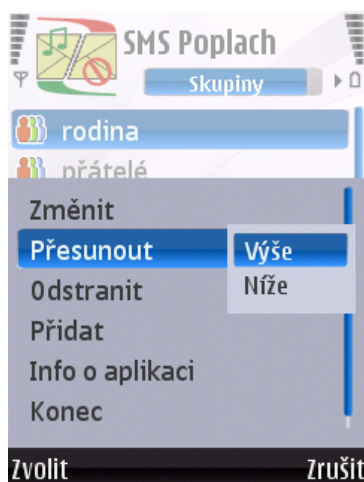 SMS Poplach
Skupiny
rodina
přátelé
Změnit
Přesunout
Výše
Odstranit
Níže
Přidat
Info o aplikaci
Konec
Zvolit
Zrušit